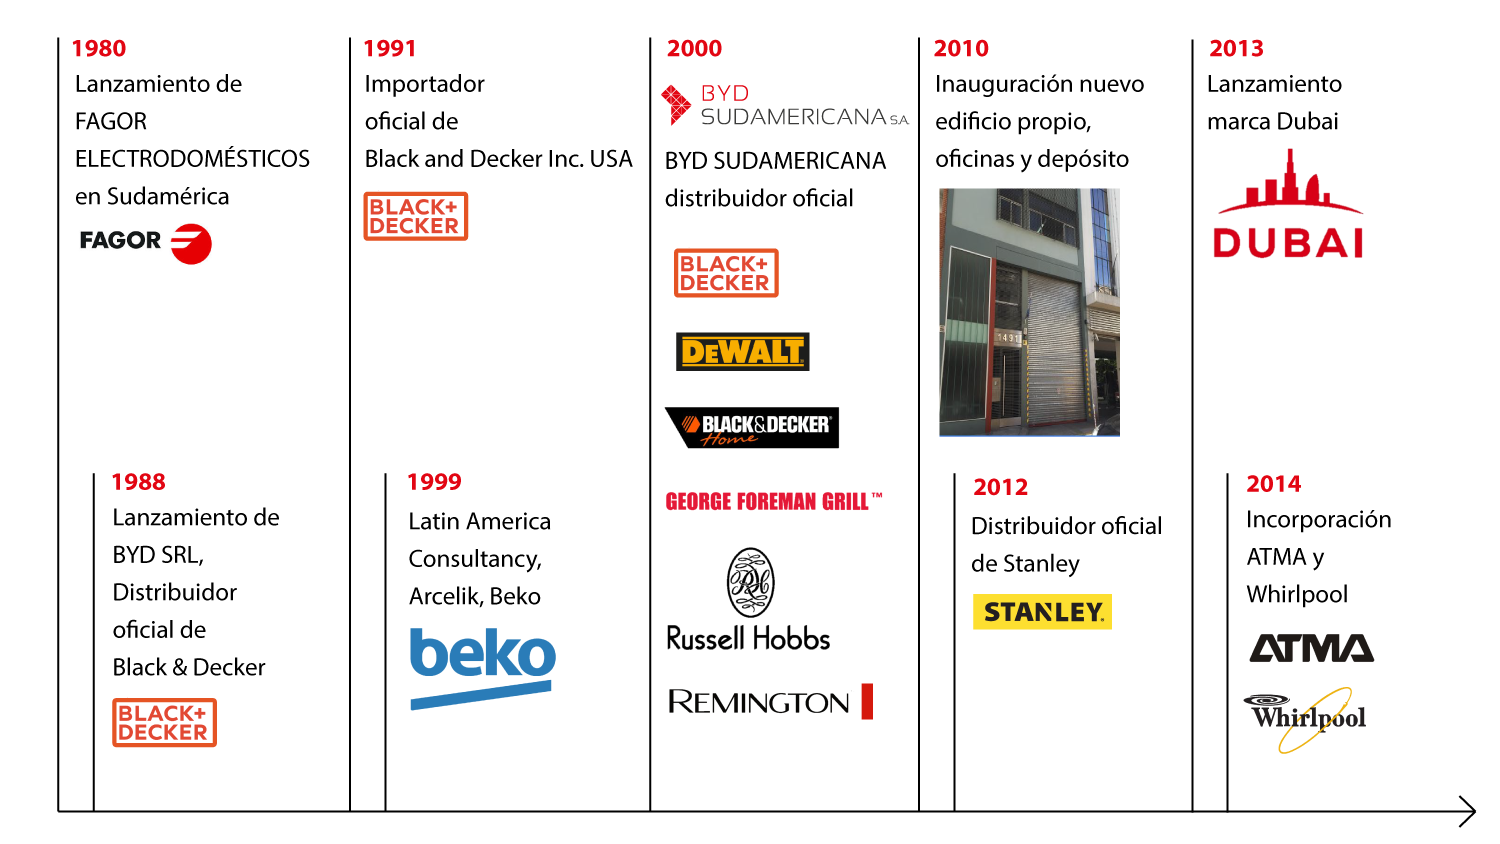 1980
Lanzamiento de
FAGOR
ELECTRODOMÉSTICOS
en Sudamérica
FAGOR
1988
Lanzamiento de
BYD SRL,
Distribuidor
oficial de
Black & Decker
BLACK+
DECKER
1991
Importador
oficial de
Black and Decker Inc. USA
BLACK+
DECKER
1999
Latin America
Consultancy,
Arcelik, Beko
beko
2000
BYD
SUDAMERICANA S.A.
BYD SUDAMERICANA
distribuidor oficial
BLACK+
DECKER
DEWALT
BLACK&DECKER
Home
GEORGE FOREMAN GRILL™
RH
Russell Hobbs
REMINGTON
2010
Inauguración nuevo
edificio propio,
oficinas y depósito
1491
2012
Distribuidor oficial
de Stanley
STANLEY
2013
Lanzamiento
marca Dubai
DUBAI
2014
Incorporación
ATMA y
Whirlpool
ATMA
Whirlpool